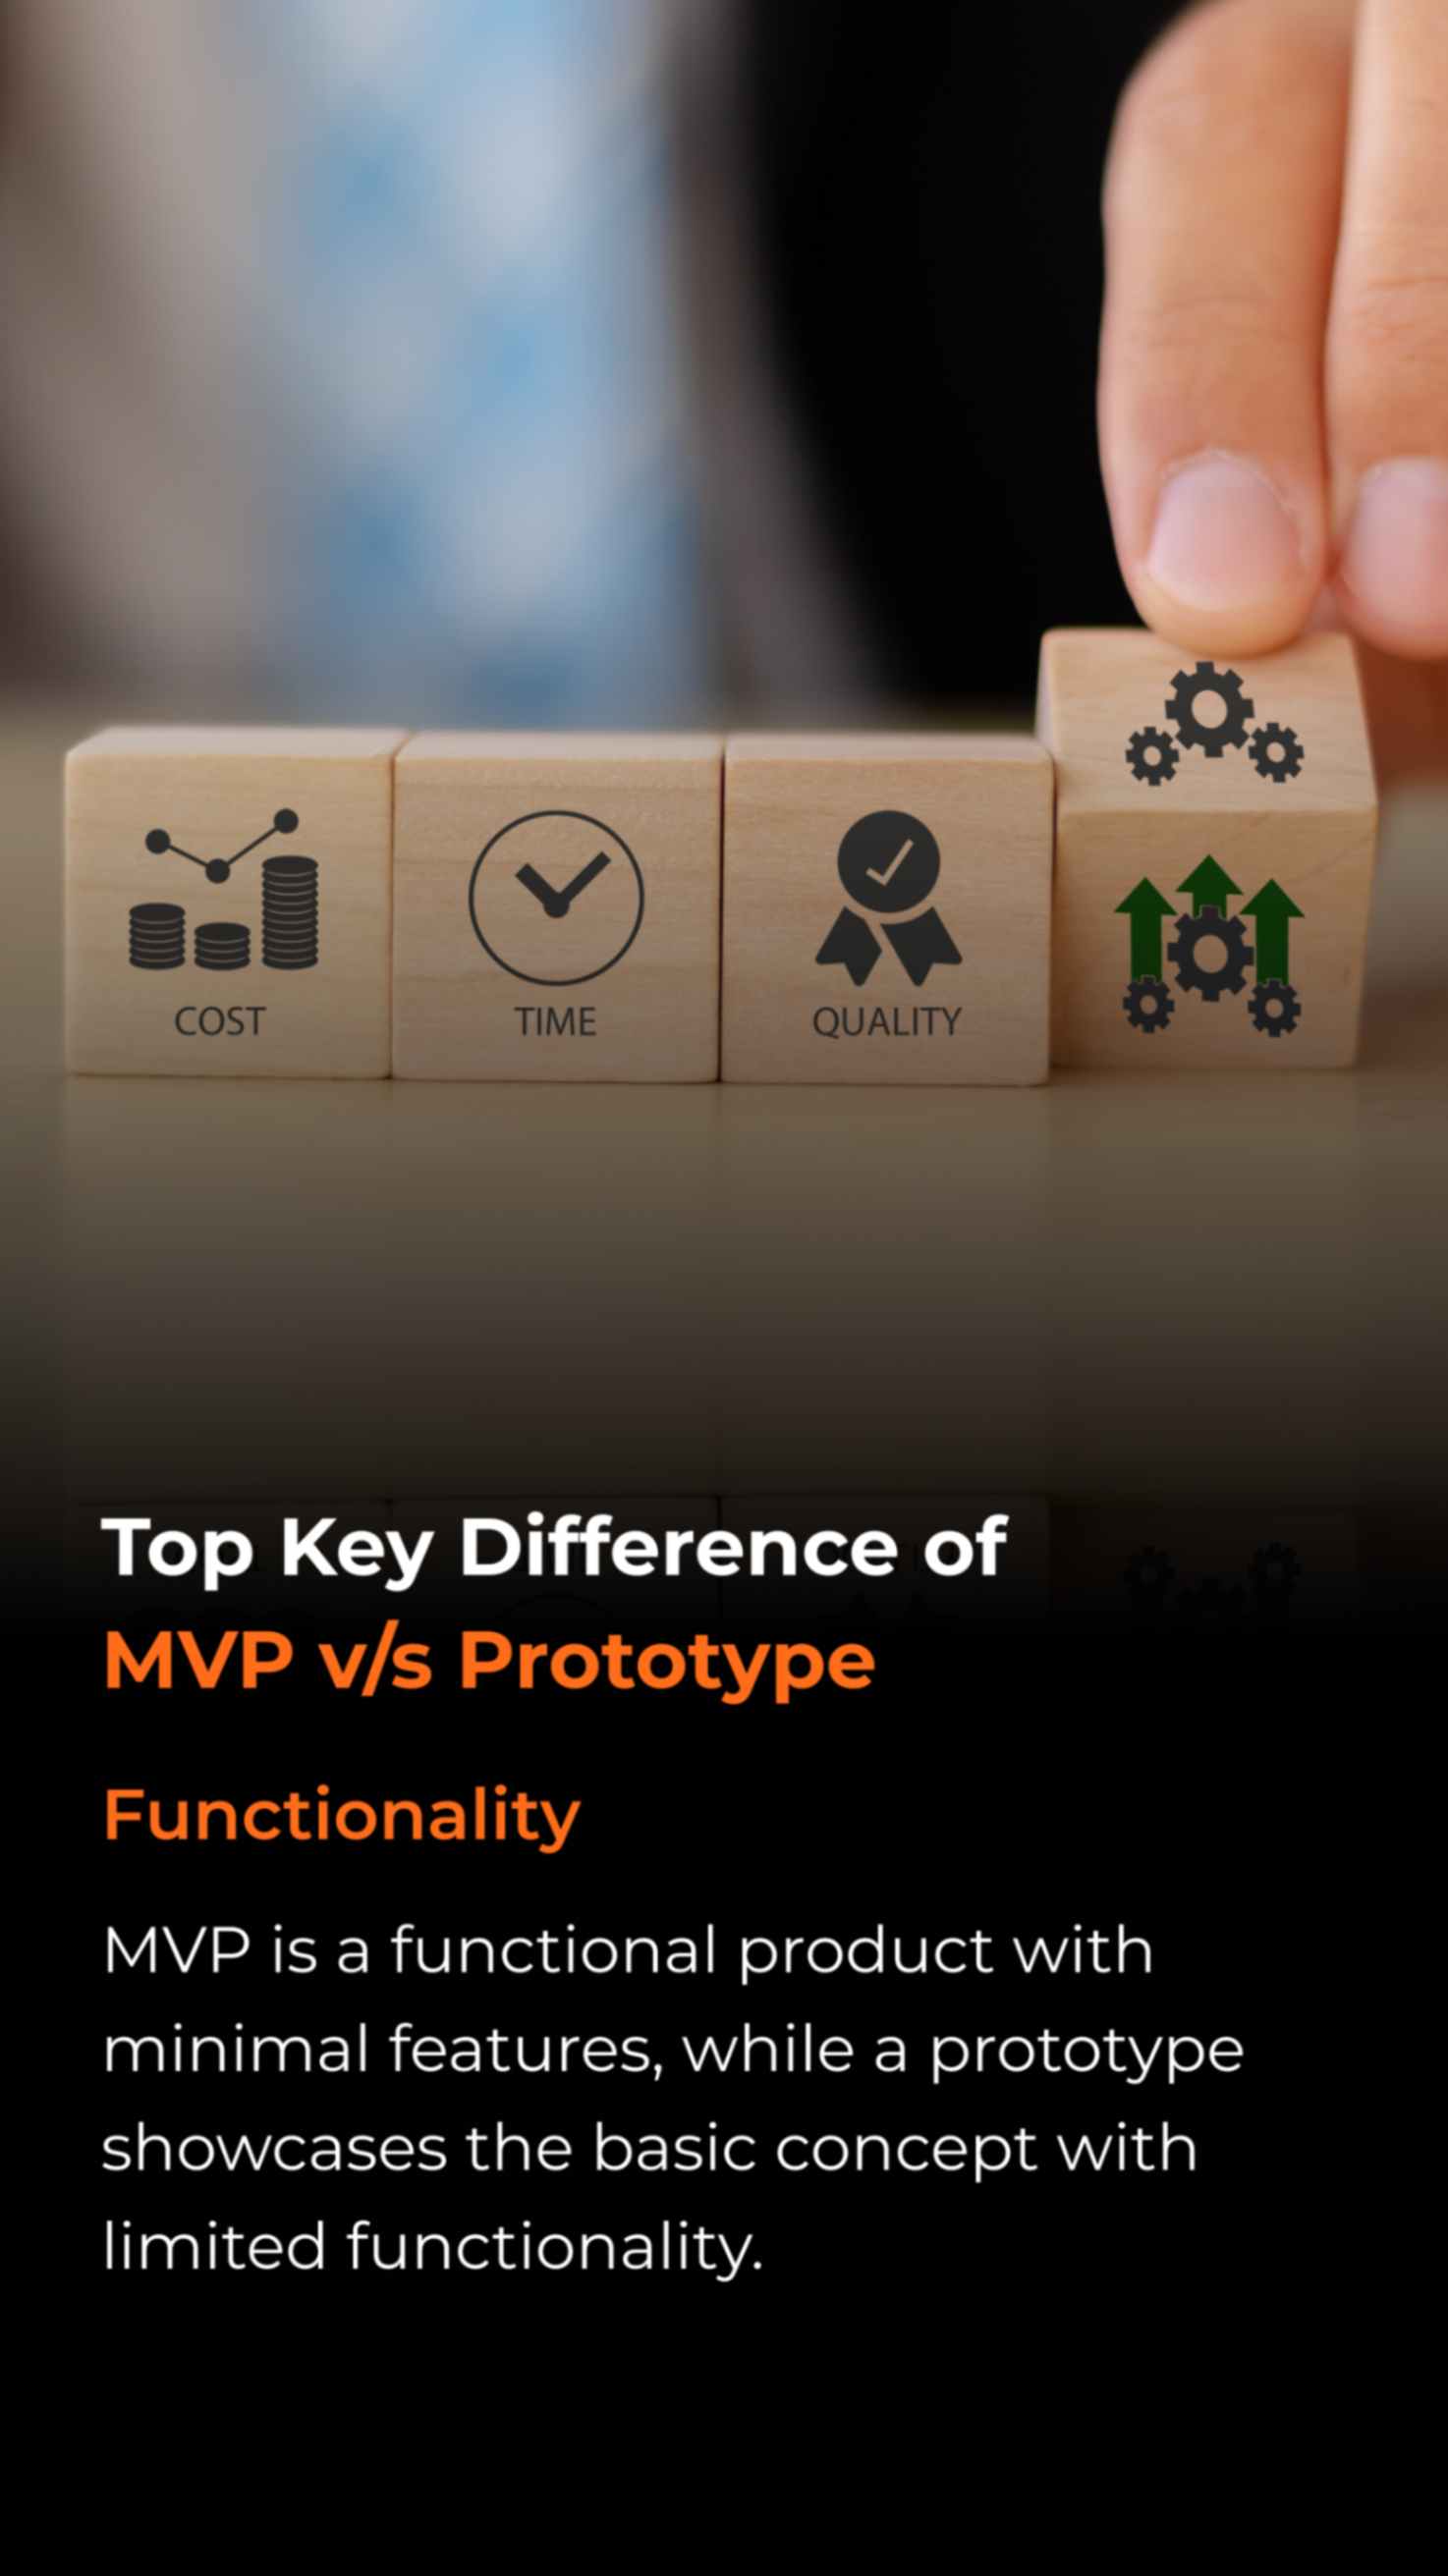 COST
TIME
QUALITY
Top Key Difference of
MVP v/s Prototype
Functionality
MVP is a functional product with
minimal features, while a prototype
showcases the basic concept with
limited functionality.